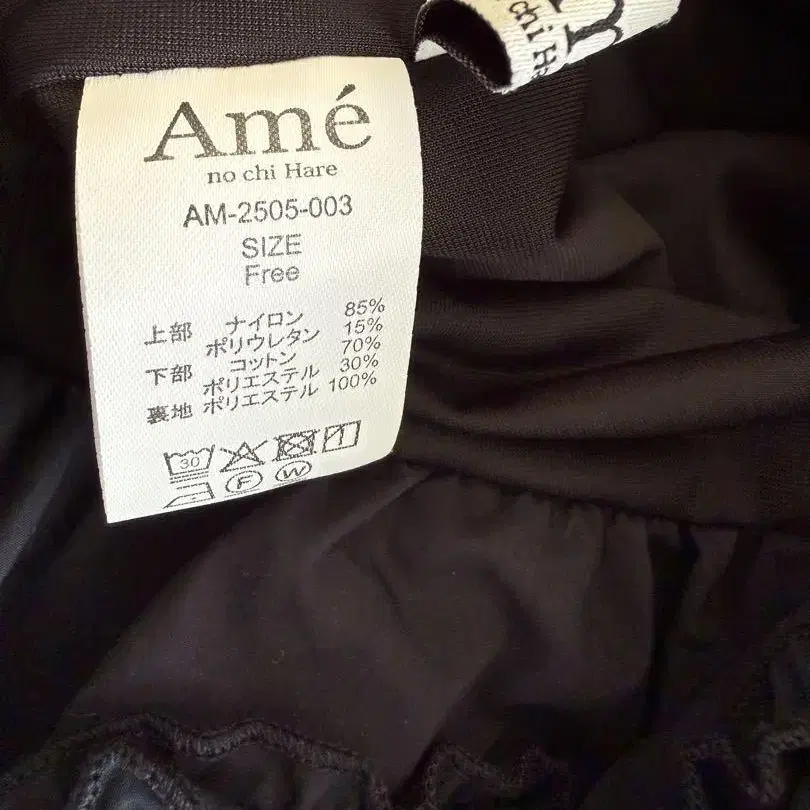 Amé
no chi Hare
AM-2505-003
SIZE
Free
上部 ナイロン 85%
ポリウレタン 15%
下部 コットン 70%
ポリエステル 30%
裏地 ポリエステル 100%
30
F W
chi